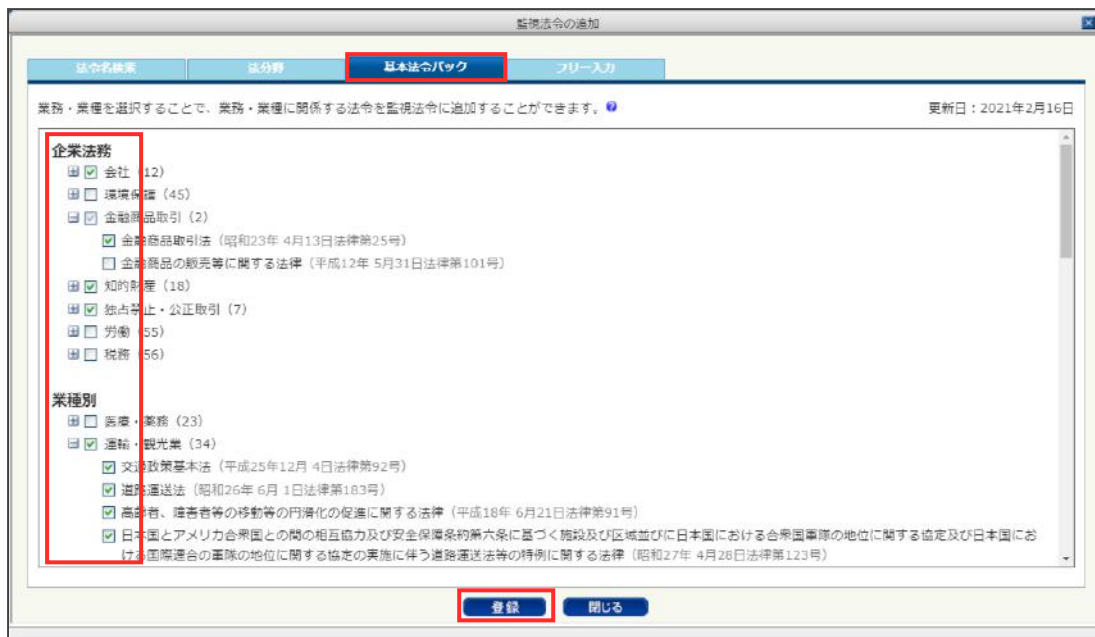 監視法令の追加
法令名検索 法分野 基本法令パック フリー入力
業務・業種を選択することで、業務・業種に関係する法令を監視法令に追加することができます。 更新日：2021年2月16日
企業法務
会社 (12)
環境保護 (45)
金融商品取引 (2)
金融商品取引法 (昭和23年 4月13日法律第25号)
金融商品の販売等に関する法律 (平成12年 5月31日法律第101号)
知的財産 (18)
独占禁止・公正取引 (7)
労働 (55)
税務 (56)
業種別
医療・薬務 (23)
運輸・観光業 (34)
交通政策基本法 (平成25年12月 4日法律第92号)
道路運送法 (昭和26年 6月 1日法律第183号)
高齢者、障害者等の移動等の円滑化の促進に関する法律 (平成18年 6月21日法律第91号)
日本国とアメリカ合衆国との間の相互協力及び安全保障条約第六条に基づく施設及び区域並びに日本国における合衆国軍隊の地位に関する協定及び日本国にお
ける国際連合の軍隊の地位に関する協定の実施に伴う道路運送法等の特例に関する法律 (昭和27年 4月28日法律第123号)
登録 閉じる